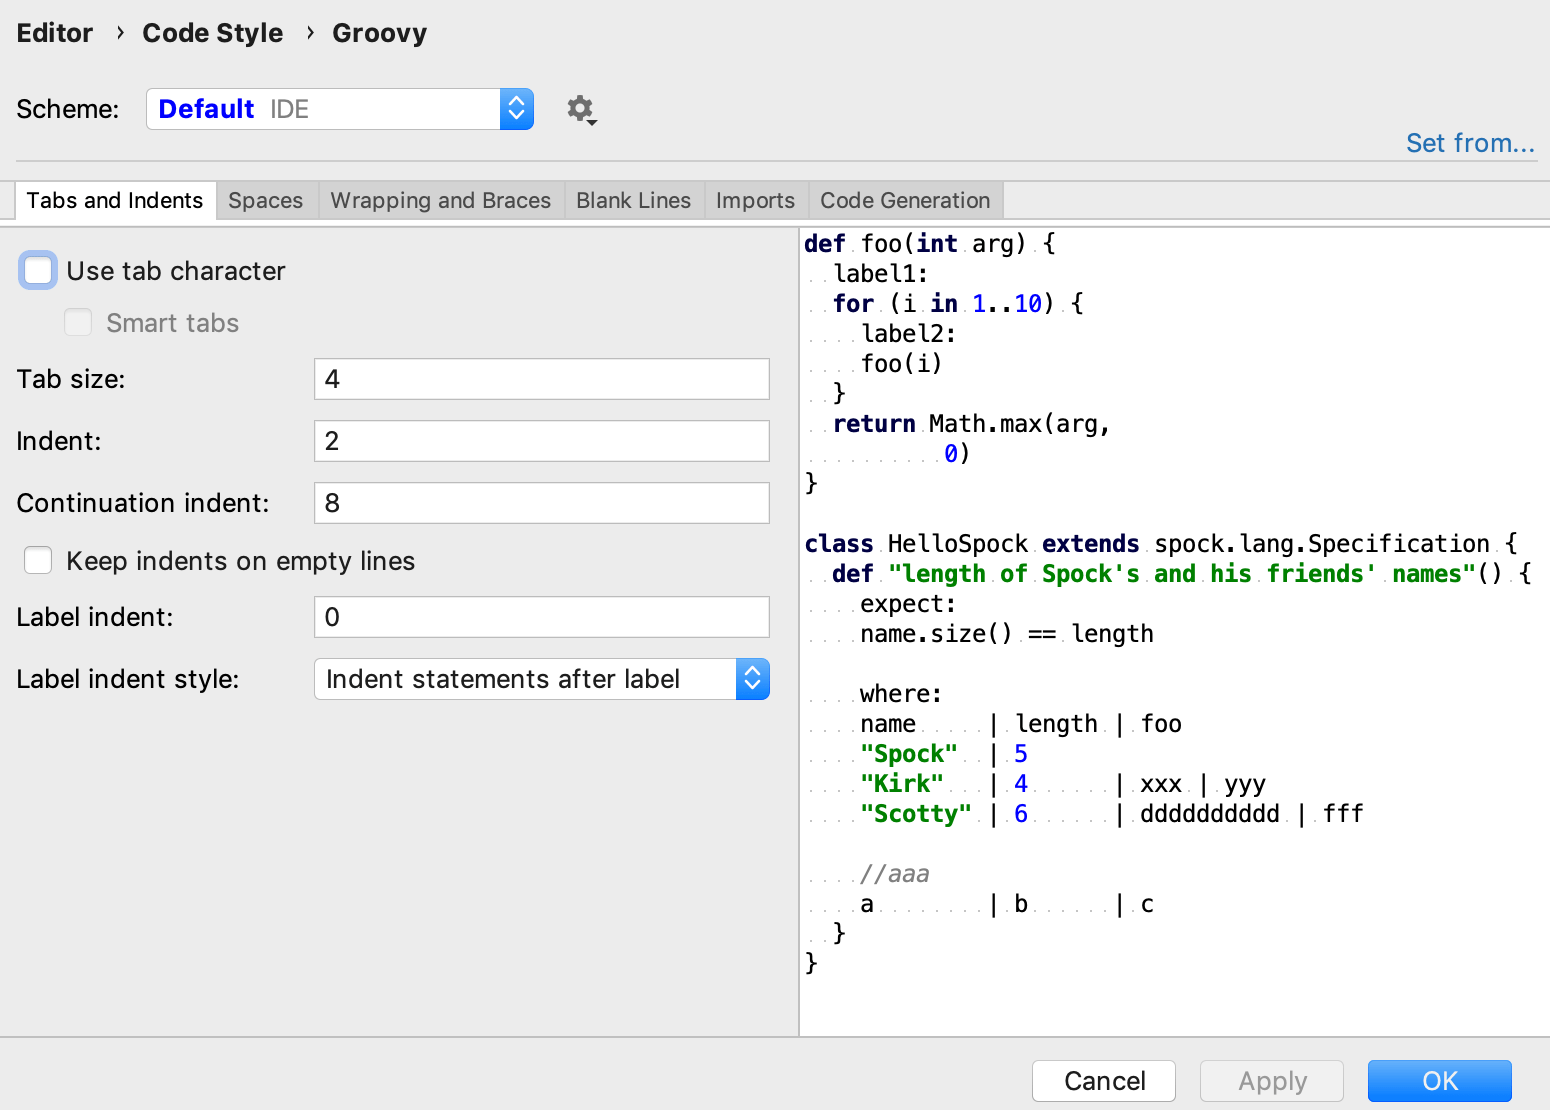 Editor › Code Style › Groovy
Scheme: Default IDE
Set from...
Tabs and Indents Spaces Wrapping and Braces Blank Lines Imports Code Generation
Use tab character
Smart tabs
Tab size: 4
Indent: 2
Continuation indent: 8
Keep indents on empty lines
Label indent: 0
Label indent style: Indent statements after label
def foo(int arg) {
  label1:
  for (i in 1..10) {
    label2:
    foo(i)
  }
  return Math.max(arg,
          0)
}
class HelloSpock extends spock.lang.Specification {
  def "length of Spock's and his friends' names"() {
    expect:
    name.size() == length
    where:
    name     | length | foo
    "Spock"  | 5
    "Kirk"   | 4      | xxx | yyy
    "Scotty" | 6      | dddddddddd | fff
    //aaa
    a        | b      | c
  }
}
Cancel Apply OK